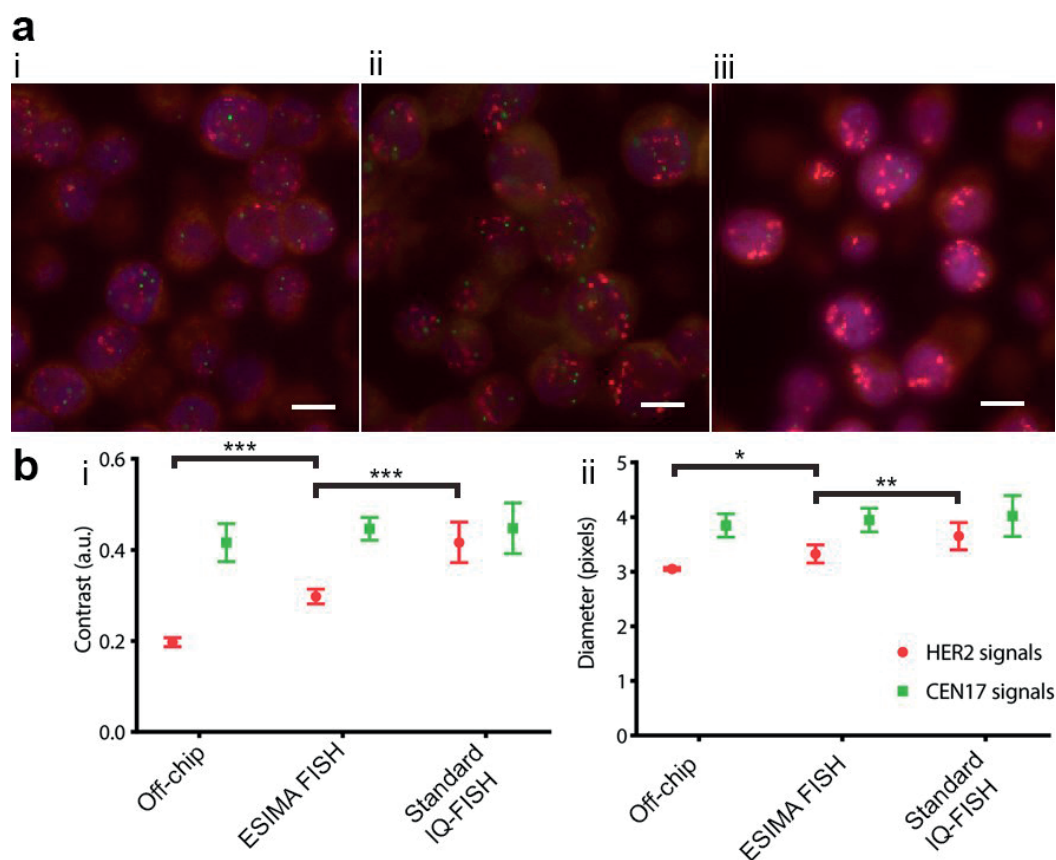 a
i
ii
iii
b
i
***
***
0.6
0.4
0.2
0.0
Contrast (a.u.)
Off-chip
ESIMA FISH
Standard
IQ-FISH
ii
*
**
5
4
3
2
1
0
Diameter (pixels)
HER2 signals
CEN17 signals
Off-chip
ESIMA FISH
Standard
IQ-FISH